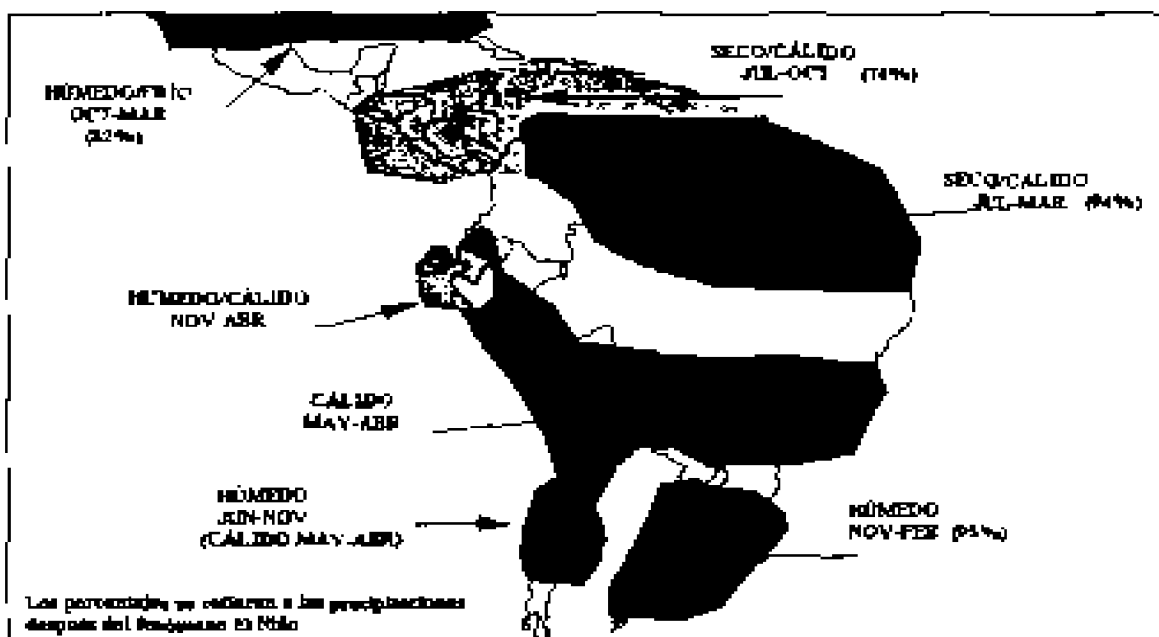 SECO/CÁLIDO
JUL-OCT
HÚMEDO/FRÍO
OCT-MAR
SECO/CÁLIDO
JUL-MAR
HÚMEDO/CÁLIDO
NOV-ABR
CÁLIDO
MAY-ABR
HÚMEDO
JUN-NOV
(CÁLIDO MAY-ABR)
HÚMEDO
NOV-FEB
Los porcentajes se refieren a las precipitaciones
después del fenómeno El Niño